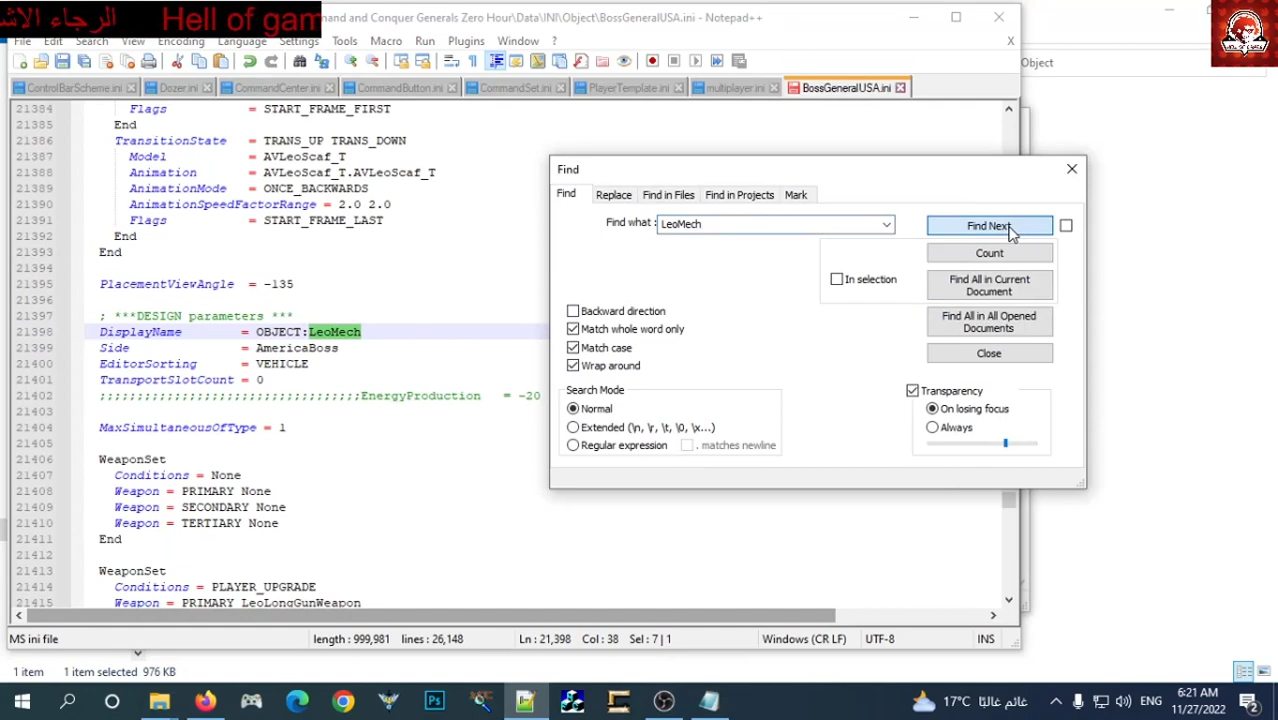 الرجاء الاش Hell of gam
ommand and Conquer Generals Zero Hour\Data\INI\Object\BossGeneralUSA.ini - Notepad++
File Edit Search View Encoding Language Settings Tools Macro Run Plugins Window ? X
ControlBarScheme.ini Dozer.ini CommandCenter.ini CommandButton.ini CommandSet.ini PlayerTemplate.ini multiplayer.ini BossGeneralUSA.ini
Object
21384 Flags = START_FRAME_FIRST
21385 End
21386 TransitionState = TRANS_UP TRANS_DOWN
21387 Model = AVLeoScaf_T
21388 Animation = AVLeoScaf_T.AVLeoScaf_T
21389 AnimationMode = ONCE_BACKWARDS
21390 AnimationSpeedFactorRange = 2.0 2.0
21391 Flags = START_FRAME_LAST
21392 End
21393 End
21394
21395 PlacementViewAngle = -135
21396
21397 ; ***DESIGN parameters ***
21398 DisplayName = OBJECT:LeoMech
21399 Side = AmericaBoss
21400 EditorSorting = VEHICLE
21401 TransportSlotCount = 0
21402 ;;;;;;;;;;;;;;;;;;;;;;;;;;;;;;;;;EnergyProduction = -20
21403
21404 MaxSimultaneousOfType = 1
21405
21406 WeaponSet
21407 Conditions = None
21408 Weapon = PRIMARY None
21409 Weapon = SECONDARY None
21410 Weapon = TERTIARY None
21411 End
21412
21413 WeaponSet
21414 Conditions = PLAYER_UPGRADE
21415 Weapon = PRIMARY LeoLongGunWeapon
Find
Find Replace Find in Files Find in Projects Mark
Find what : LeoMech Find Next
Count
In selection Find All in Current Document
Backward direction
Match whole word only Find All in All Opened Documents
Match case
Wrap around Close
Search Mode
Normal
Extended (\n, \r, \t, \0, \x...)
Regular expression . matches newline
Transparency
On losing focus
Always
MS ini file length : 999,981 lines : 26,148 Ln : 21,398 Col : 38 Sel : 7 | 1 Windows (CR LF) UTF-8 INS
1 item 1 item selected 976 KB
Ps 17°C غائم غالبًا ENG 6:21 AM
11/27/2022 2